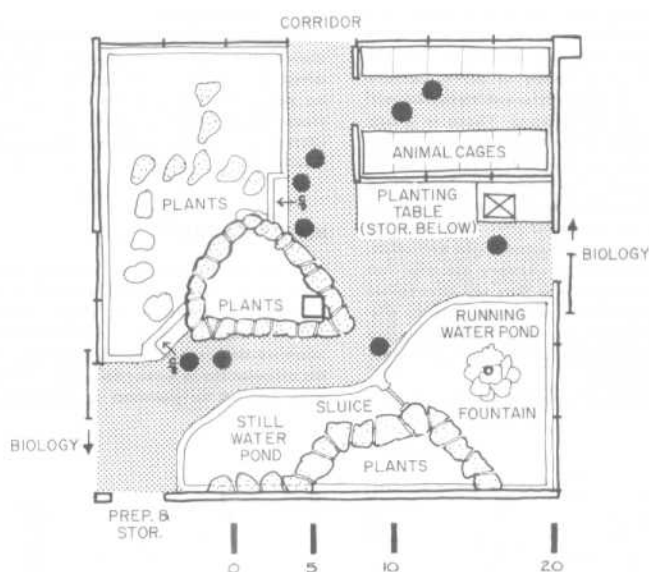 CORRIDOR
ANIMAL CAGES
PLANTS
PLANTING
TABLE
(STOR. BELOW)
BIOLOGY
PLANTS
RUNNING
WATER POND
FOUNTAIN
SLUICE
STILL
WATER
POND
BIOLOGY
PLANTS
PREP. &
STOR.
0
5
10
20